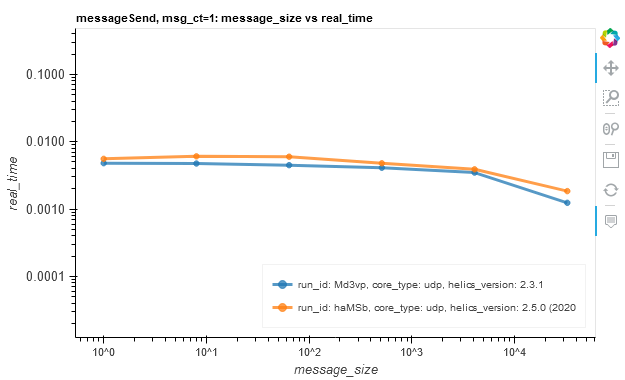 messageSend, msg_ct=1: message_size vs real_time
0.1000
0.0100
0.0010
0.0001
real_time
run_id: Md3vp, core_type: udp, helics_version: 2.3.1
run_id: haMSb, core_type: udp, helics_version: 2.5.0 (2020
10^0
10^1
10^2
10^3
10^4
message_size